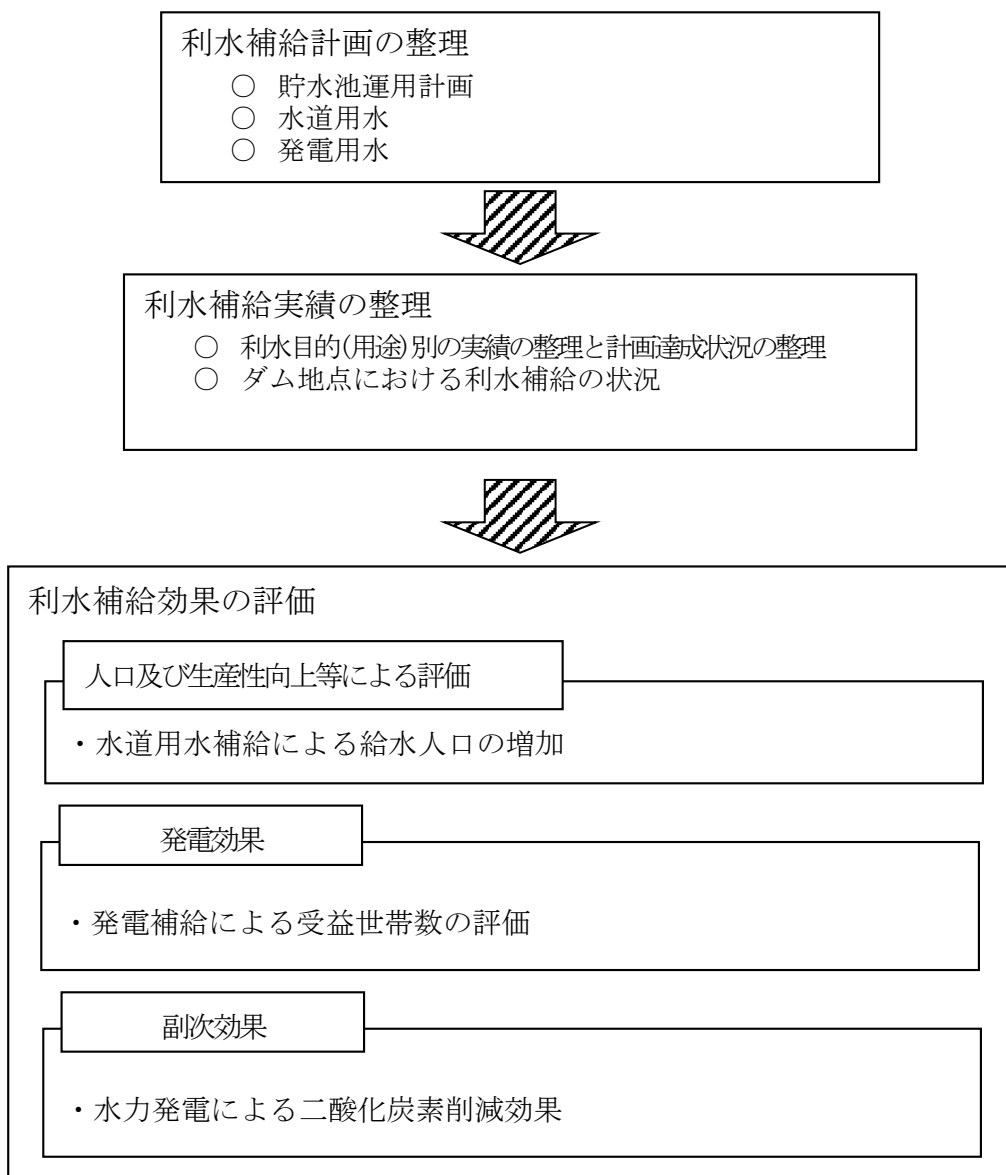 利水補給計画の整理
○ 貯水池運用計画
○ 水道用水
○ 発電用水
利水補給実績の整理
○ 利水目的(用途)別の実績の整理と計画達成状況の整理
○ ダム地点における利水補給の状況
利水補給効果の評価
人口及び生産性向上等による評価
・水道用水補給による給水人口の増加
発電効果
・発電補給による受益世帯数の評価
副次効果
・水力発電による二酸化炭素削減効果